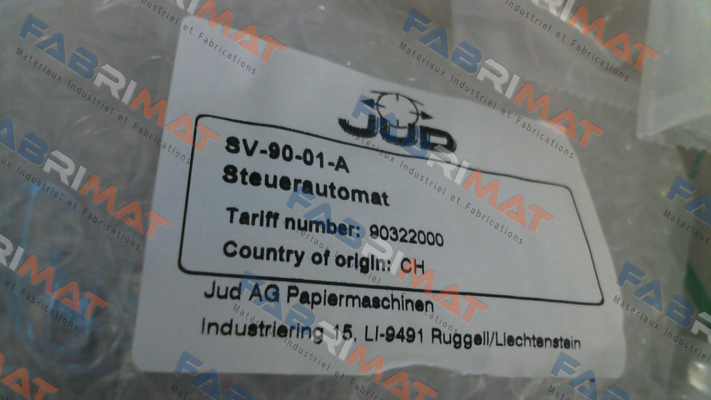 JUD
SV-90-01-A
Steuerautomat
Tariff number: 90322000
Country of origin: CH
Jud AG Papiermaschinen
Industriering 15, LI-9491 Ruggell/Liechtenstein
FABRIMAT
Matériaux Industriel et Fabrications